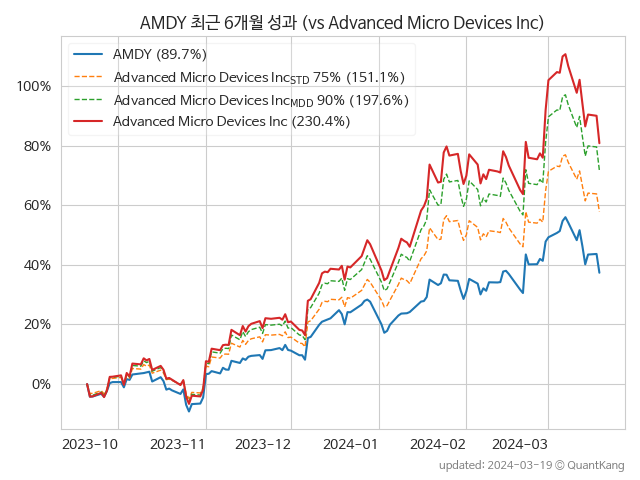 AMDY 최근 6개월 성과 (vs Advanced Micro Devices Inc)
AMDY (89.7%)
Advanced Micro Devices IncSTD 75% (151.1%)
Advanced Micro Devices IncMDD 90% (197.6%)
Advanced Micro Devices Inc (230.4%)
100%
80%
60%
40%
20%
0%
2023-10 2023-11 2023-12 2024-01 2024-02 2024-03
updated: 2024-03-19 © QuantKang